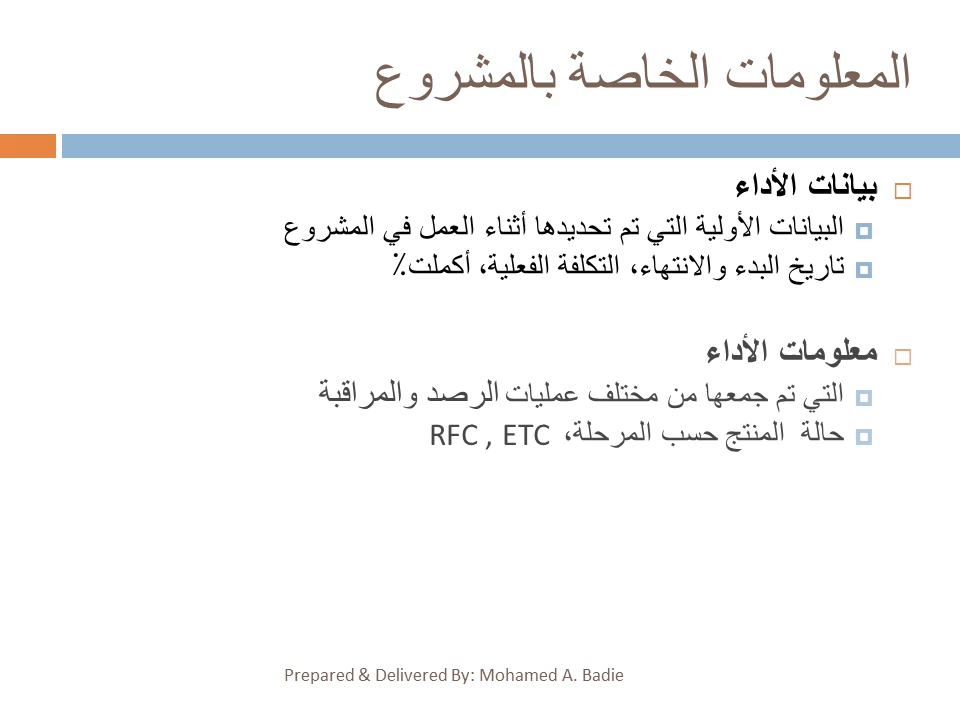 المعلومات الخاصة بالمشروع
بيانات الأداء
البيانات الأولية التي تم تحديدها أثناء العمل في المشروع
تاريخ البدء والانتهاء، التكلفة الفعلية، أكملت٪
معلومات الأداء
التي تم جمعها من مختلف عمليات الرصد والمراقبة
حالة المنتج حسب المرحلة، RFC , ETC
Prepared & Delivered By: Mohamed A. Badie